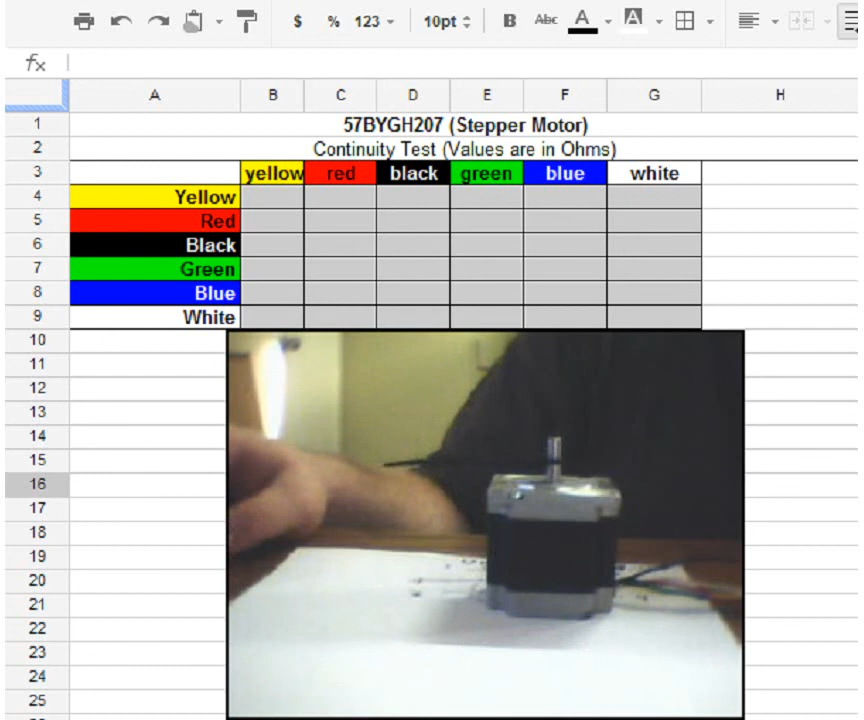 $ % 123 10pt B Abc A A
fx
A B C D E F G H
1 57BYGH207 (Stepper Motor)
2 Continuity Test (Values are in Ohms)
3 yellow red black green blue white
4 Yellow
5 Red
6 Black
7 Green
8 Blue
9 White
10
11
12
13
14
15
16
17
18
19
20
21
22
23
24
25